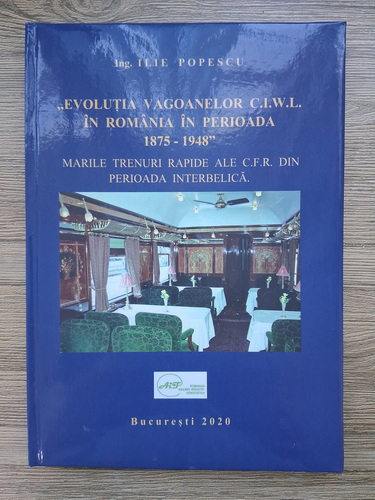 Ing. ILIE POPESCU
„EVOLUȚIA VAGOANELOR C.I.W.L.
ÎN ROMÂNIA ÎN PERIOADA
1875 - 1948”
MARILE TRENURI RAPIDE ALE C.F.R. DIN
PERIOADA INTERBELICĂ.
București 2020